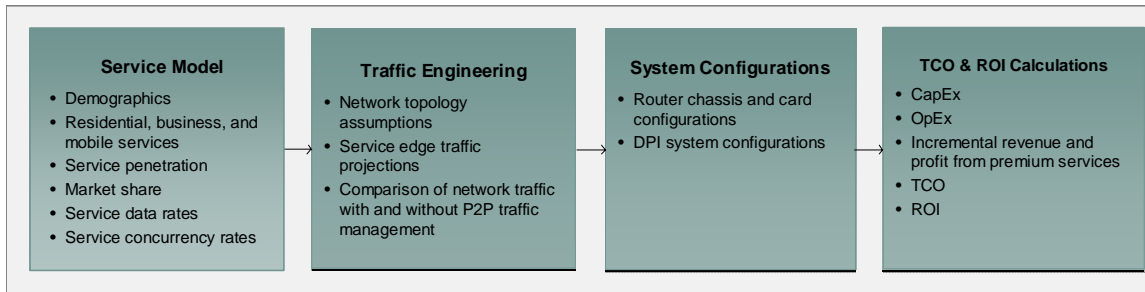 Service Model
• Demographics
• Residential, business, and
mobile services
• Service penetration
• Market share
• Service data rates
• Service concurrency rates
Traffic Engineering
• Network topology
assumptions
• Service edge traffic
projections
• Comparison of network traffic
with and without P2P traffic
management
System Configurations
• Router chassis and card
configurations
• DPI system configurations
TCO & ROI Calculations
• CapEx
• OpEx
• Incremental revenue and
profit from premium services
• TCO
• ROI